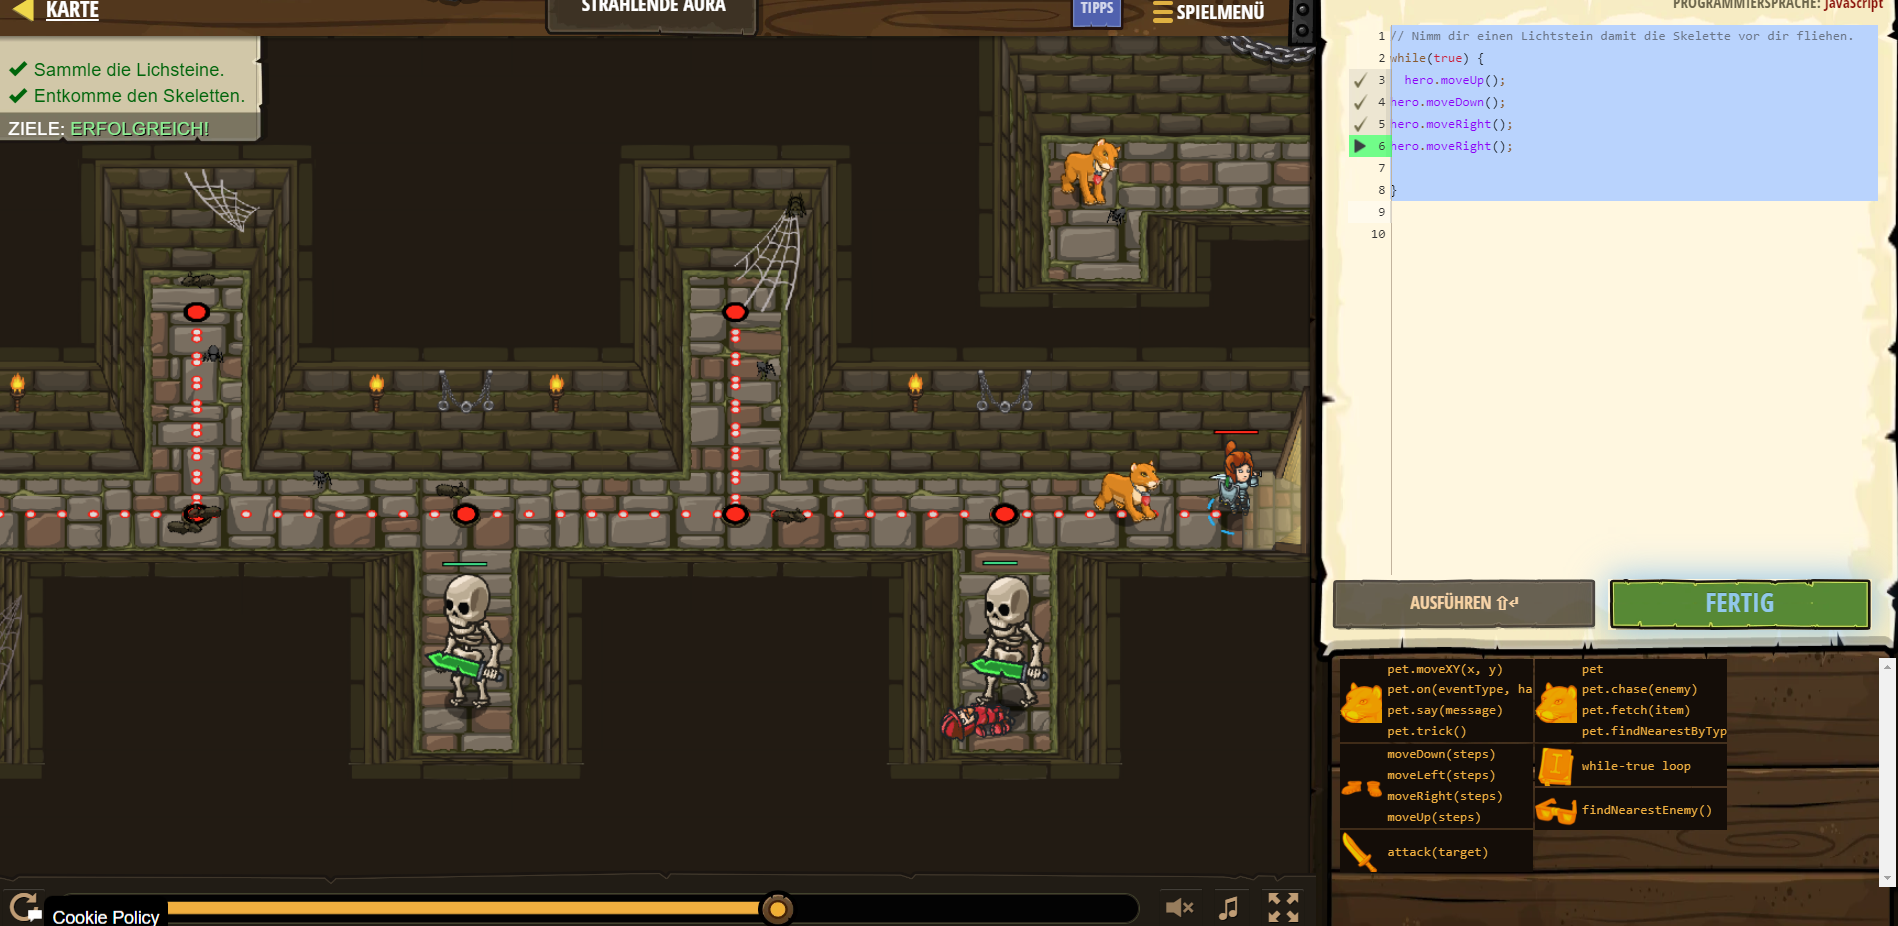 KARTE
STRAHLENDE AURA
TIPPS
SPIELMENÜ
PROGRAMMIERSPRACHE: JavaScript
Sammle die Lichsteine.
Entkomme den Skeletten.
ZIELE: ERFOLGREICH!
1 // Nimm dir einen Lichtstein damit die Skelette vor dir fliehen.
2 while(true) {
3 hero.moveUp();
4 hero.moveDown();
5 hero.moveRight();
6 hero.moveRight();
7
8 }
9
10
AUSFÜHREN ⇧↵
FERTIG
pet.moveXY(x, y)
pet.on(eventType, ha
pet.say(message)
pet.trick()
pet
pet.chase(enemy)
pet.fetch(item)
pet.findNearestByTyp
moveDown(steps)
moveLeft(steps)
moveRight(steps)
moveUp(steps)
while-true loop
findNearestEnemy()
attack(target)
Cookie Policy